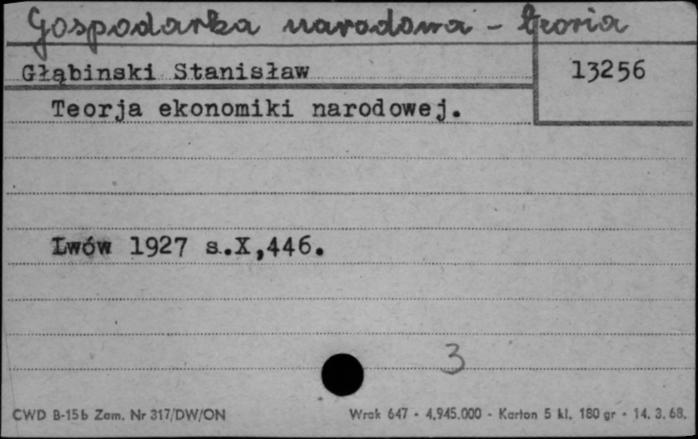 Gospodarka narodowa - teoria
Głąbinski Stanisław 13256
Teorja ekonomiki narodowej.
Lwów 1927 s.X,446.
3
CWD B-15b Zam. Nr 317/DW/ON Wrak 647 - 4,945.000 - Karton 5 kl. 180 gr - 14. 3. 68.